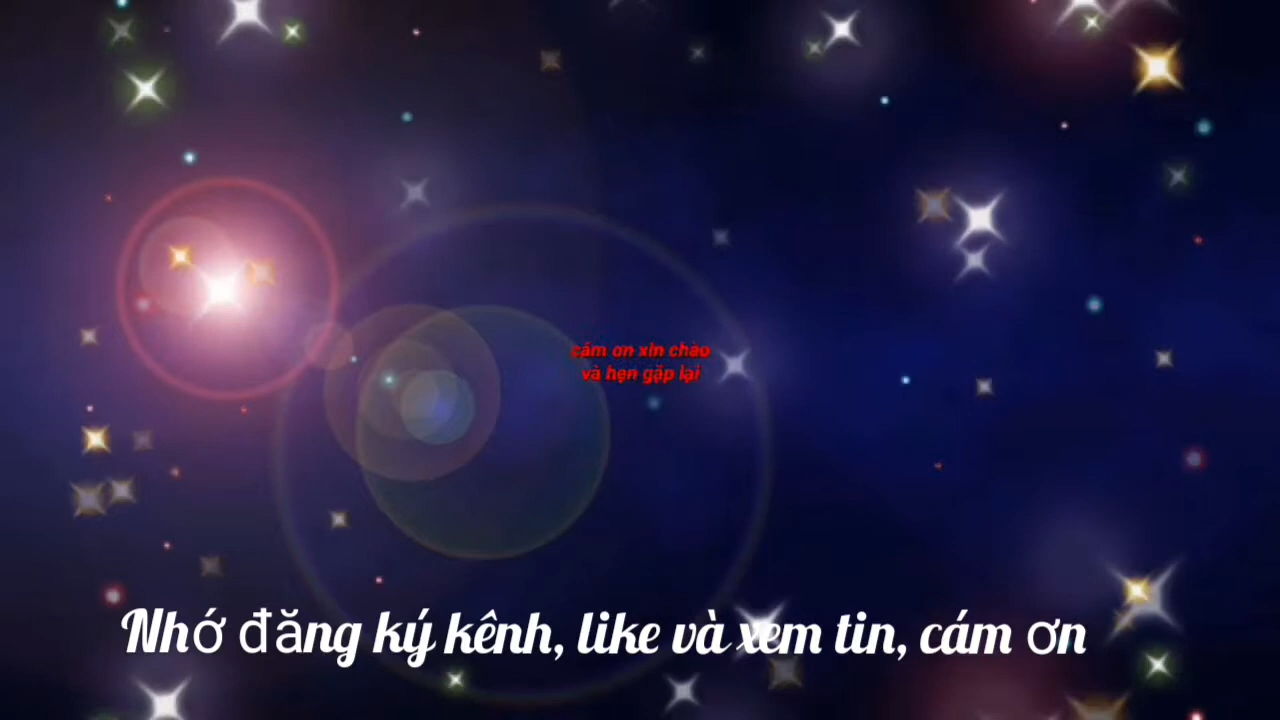 cám ơn xin chào
và hẹn gặp lại
Nhớ đăng ký kênh, like và xem tin, cám ơn